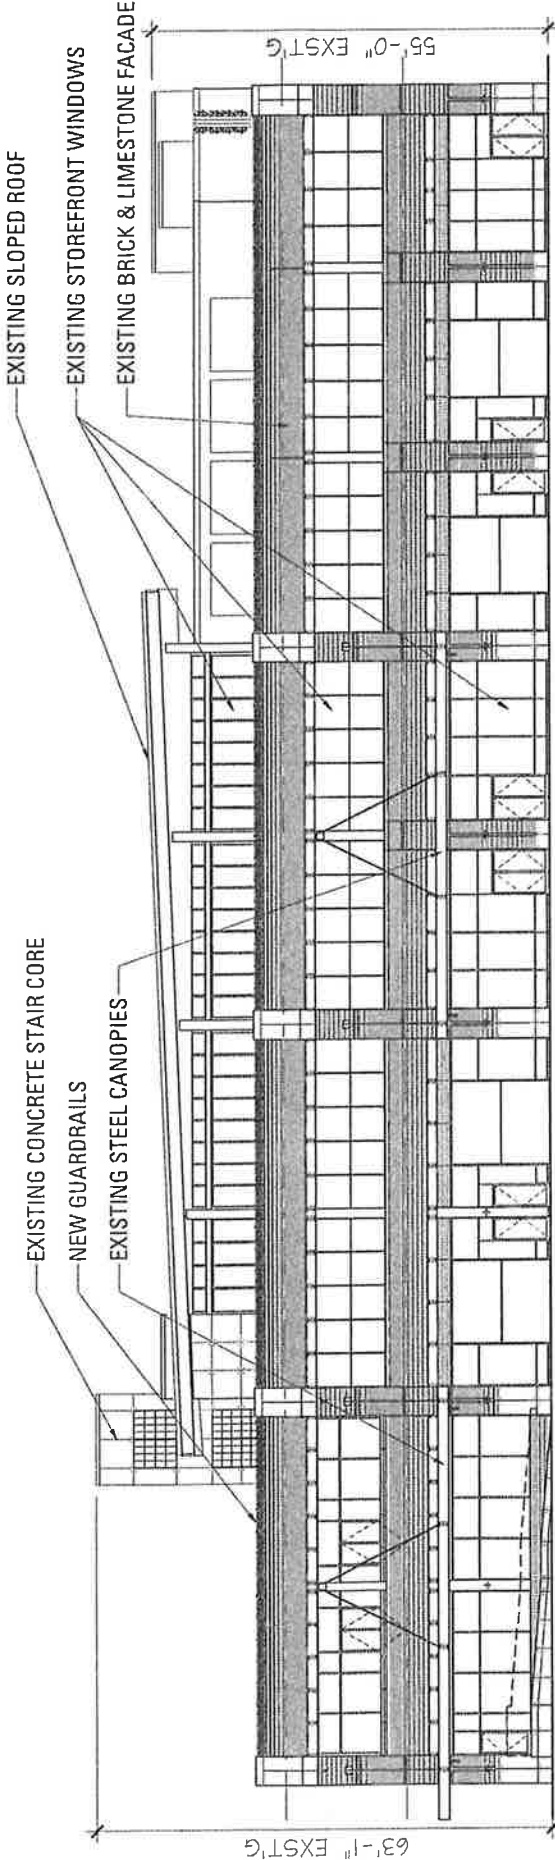 EXISTING CONCRETE STAIR CORE
NEW GUARDRAILS
EXISTING STEEL CANOPIES
EXISTING SLOPED ROOF
EXISTING STOREFRONT WINDOWS
EXISTING BRICK & LIMESTONE FACADE
63'-1" EXST'G
55'-0" EXST'G